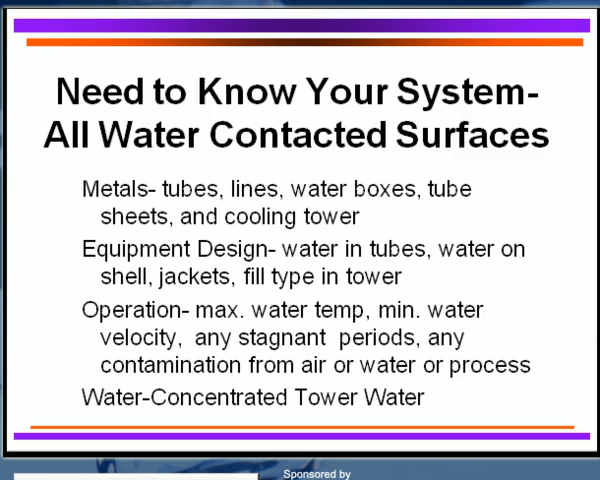 Need to Know Your System-
All Water Contacted Surfaces
Metals- tubes, lines, water boxes, tube
sheets, and cooling tower
Equipment Design- water in tubes, water on
shell, jackets, fill type in tower
Operation- max. water temp, min. water
velocity, any stagnant periods, any
contamination from air or water or process
Water-Concentrated Tower Water
Sponsored by